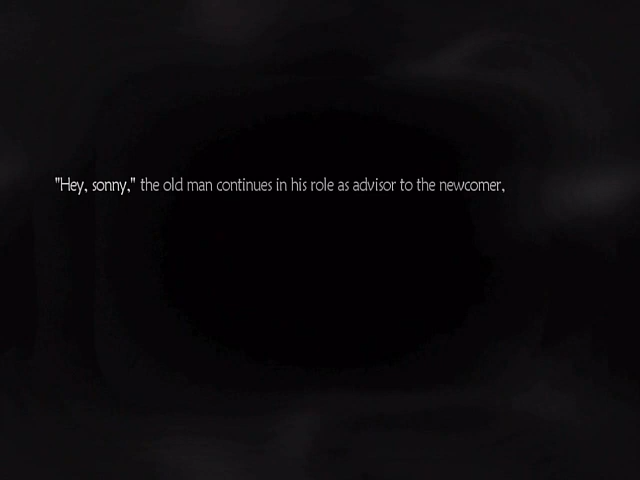 "Hey, sonny," the old man continues in his role as advisor to the newcomer,